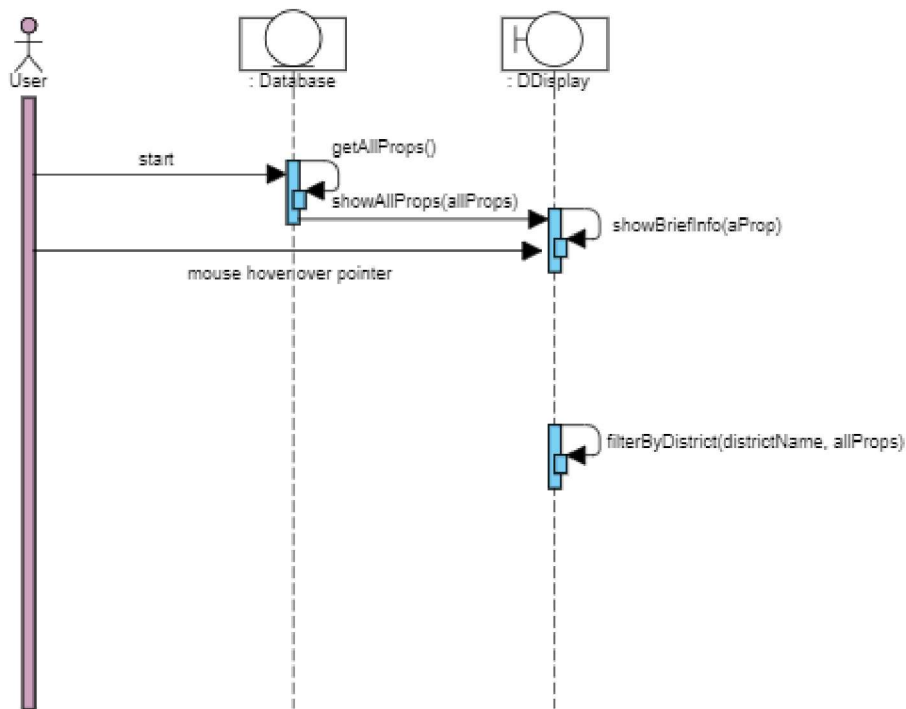 User
: Database
: DDisplay
getAllProps()
start
showAllProps(allProps)
showBriefInfo(aProp)
mouse hover over pointer
filterByDistrict(districtName, allProps)